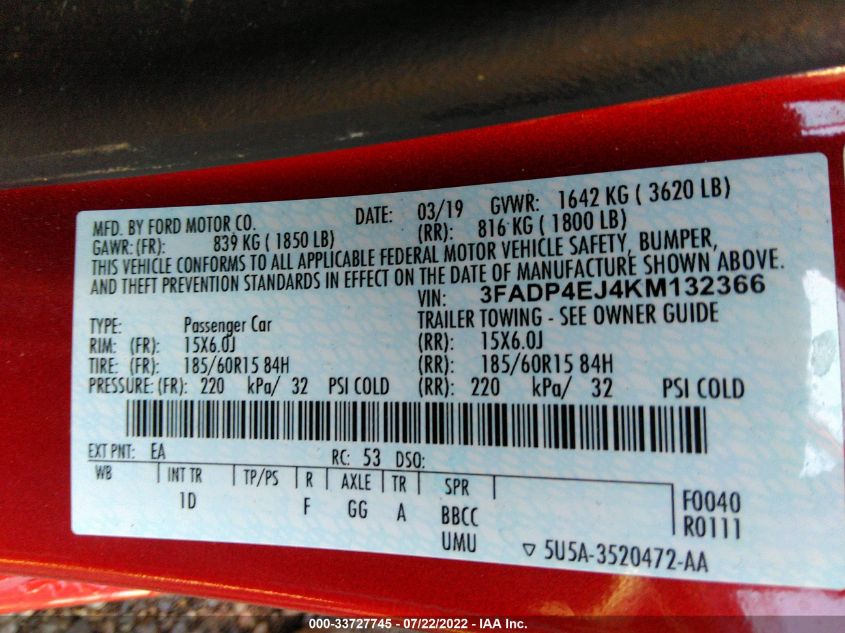 MFD. BY FORD MOTOR CO. DATE: 03/19 GVWR: 1642 KG ( 3620 LB)
GAWR: (FR): 839 KG ( 1850 LB) (RR): 816 KG ( 1800 LB)
THIS VEHICLE CONFORMS TO ALL APPLICABLE FEDERAL MOTOR VEHICLE SAFETY, BUMPER,
AND THEFT PREVENTION STANDARDS IN EFFECT ON THE DATE OF MANUFACTURE SHOWN ABOVE.
VIN: 3FADP4EJ4KM132366
TYPE: Passenger Car TRAILER TOWING - SEE OWNER GUIDE
RIM: (FR): 15X6.0J (RR): 15X6.0J
TIRE: (FR): 185/60R15 84H (RR): 185/60R15 84H
PRESSURE: (FR): 220 kPa/ 32 PSI COLD (RR): 220 kPa/ 32 PSI COLD
EXT PNT: EA RC: 53 DSO:
WB INT TR TP/PS R AXLE TR SPR
1D F GG A BBCC F0040
UMU R0111
▽ 5U5A-3520472-AA
000-33727745 - 07/22/2022 - IAA Inc.